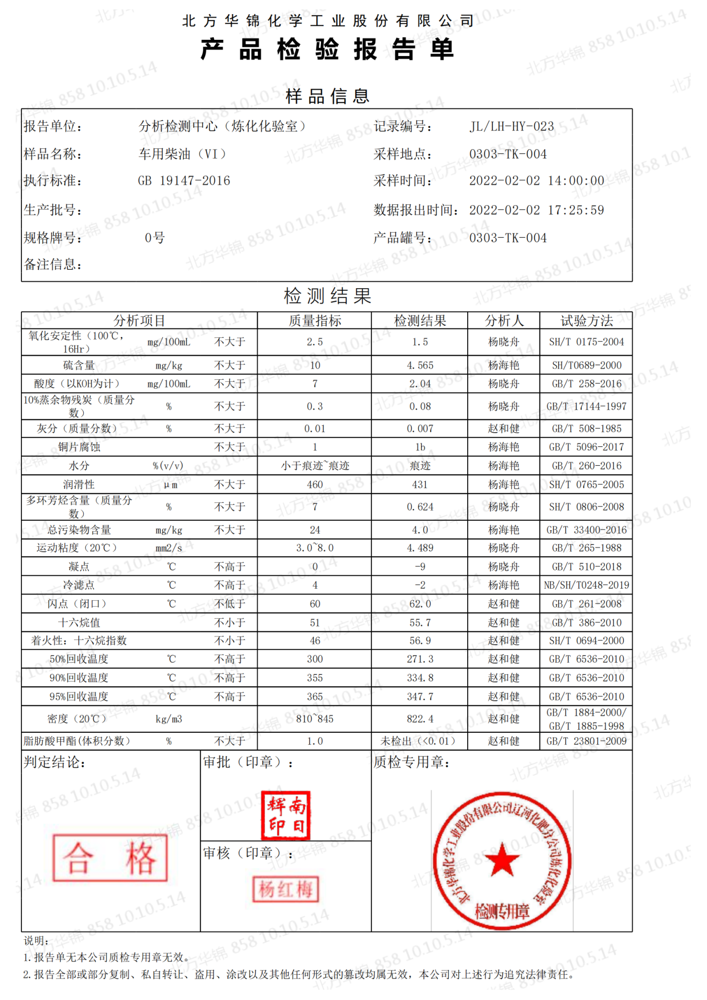 北方华锦化学工业股份有限公司
产品检验报告单
样品信息
报告单位： 分析检测中心（炼化化验室） 记录编号： JL/LH-HY-023
样品名称： 车用柴油（VI） 采样地点： 0303-TK-004
执行标准： GB 19147-2016 采样时间： 2022-02-02 14:00:00
生产批号： 数据报出时间： 2022-02-02 17:25:59
规格牌号： 0号 产品罐号： 0303-TK-004
备注信息：
检测结果
分析项目 质量指标 检测结果 分析人 试验方法
氧化安定性（100℃，
16Hr） mg/100mL 不大于 2.5 1.5 杨晓舟 SH/T 0175-2004
硫含量 mg/kg 不大于 10 4.565 杨海艳 SH/T0689-2000
酸度（以KOH为计） mg/100mL 不大于 7 2.04 杨晓舟 GB/T 258-2016
10%蒸余物残炭（质量分
数） % 不大于 0.3 0.08 杨晓舟 GB/T 17144-1997
灰分（质量分数） % 不大于 0.01 0.007 赵和健 GB/T 508-1985
铜片腐蚀 不大于 1 1b 杨海艳 GB/T 5096-2017
水分 %(v/v) 小于痕迹~痕迹 痕迹 杨海艳 GB/T 260-2016
润滑性 μm 不大于 460 431 杨海艳 SH/T 0765-2005
多环芳烃含量（质量分
数） % 不大于 7 0.624 杨晓舟 SH/T 0806-2008
总污染物含量 mg/kg 不大于 24 4.0 杨海艳 GB/T 33400-2016
运动粘度（20℃） mm2/s 3.0~8.0 4.489 杨晓舟 GB/T 265-1988
凝点 ℃ 不高于 0 -9 杨晓舟 GB/T 510-2018
冷滤点 ℃ 不高于 4 -2 杨海艳 NB/SH/T0248-2019
闪点（闭口） ℃ 不低于 60 62.0 赵和健 GB/T 261-2008
十六烷值 不小于 51 55.7 赵和健 GB/T 386-2010
着火性：十六烷指数 不小于 46 56.9 赵和健 SH/T 0694-2000
50%回收温度 ℃ 不高于 300 271.3 赵和健 GB/T 6536-2010
90%回收温度 ℃ 不高于 355 334.8 赵和健 GB/T 6536-2010
95%回收温度 ℃ 不高于 365 347.7 赵和健 GB/T 6536-2010
密度（20℃） kg/m3 810~845 822.4 赵和健 GB/T 1884-2000/
GB/T 1885-1998
脂肪酸甲酯(体积分数） % 不大于 1.0 未检出（<0.01） 赵和健 GB/T 23801-2009
判定结论： 审批（印章）： 质检专用章：
辉南
印日
合 格
审核（印章）：
杨红梅
北方华锦化学工业股份有限公司辽河化肥分公司炼化化验室
检测专用章
说明：
1.报告单无本公司质检专用章无效。
2.报告全部或部分复制、私自转让、盗用、涂改以及其他任何形式的篡改均属无效，本公司对上述行为追究法律责任。
北方华锦 858 10.10.5.14